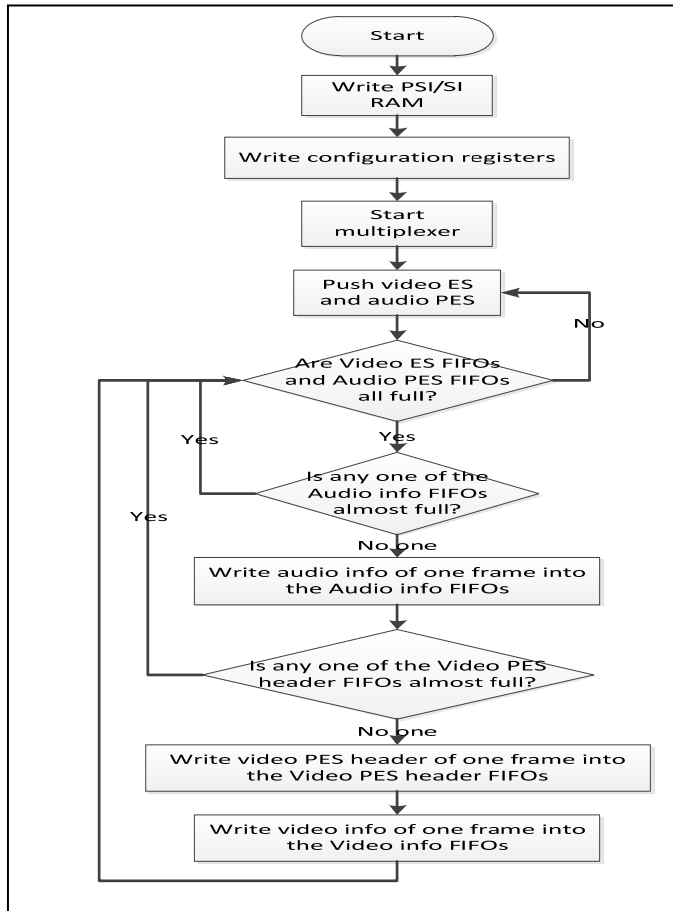 Start
Write PSI/SI
RAM
Write configuration registers
Start
multiplexer
Push video ES
and audio PES
No
Are Video ES FIFOs
and Audio PES FIFOs
all full?
Yes
Yes
Is any one of the
Audio info FIFOs
almost full?
Yes
No one
Write audio info of one frame into
the Audio info FIFOs
Is any one of the Video PES
header FIFOs almost full?
No one
Write video PES header of one frame into
the Video PES header FIFOs
Write video info of one frame into
the Video info FIFOs